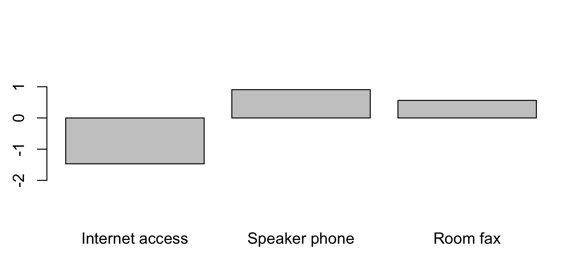 1
0
-1
-2
Internet access
Speaker phone
Room fax